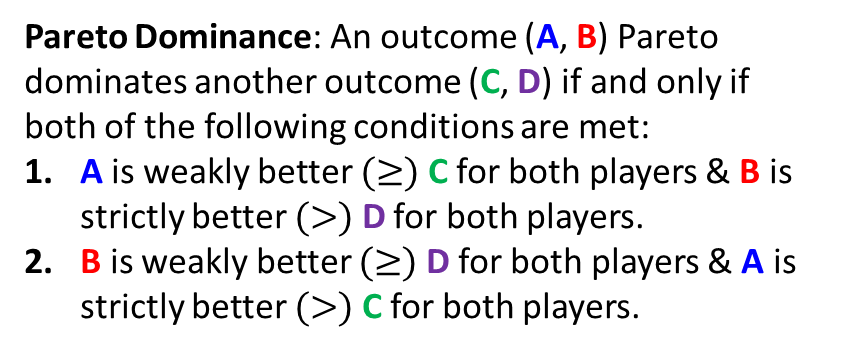 Pareto Dominance: An outcome (A, B) Pareto
dominates another outcome (C, D) if and only if
both of the following conditions are met:
1. A is weakly better (≥) C for both players & B is
strictly better (>) D for both players.
2. B is weakly better (≥) D for both players & A is
strictly better (>) C for both players.